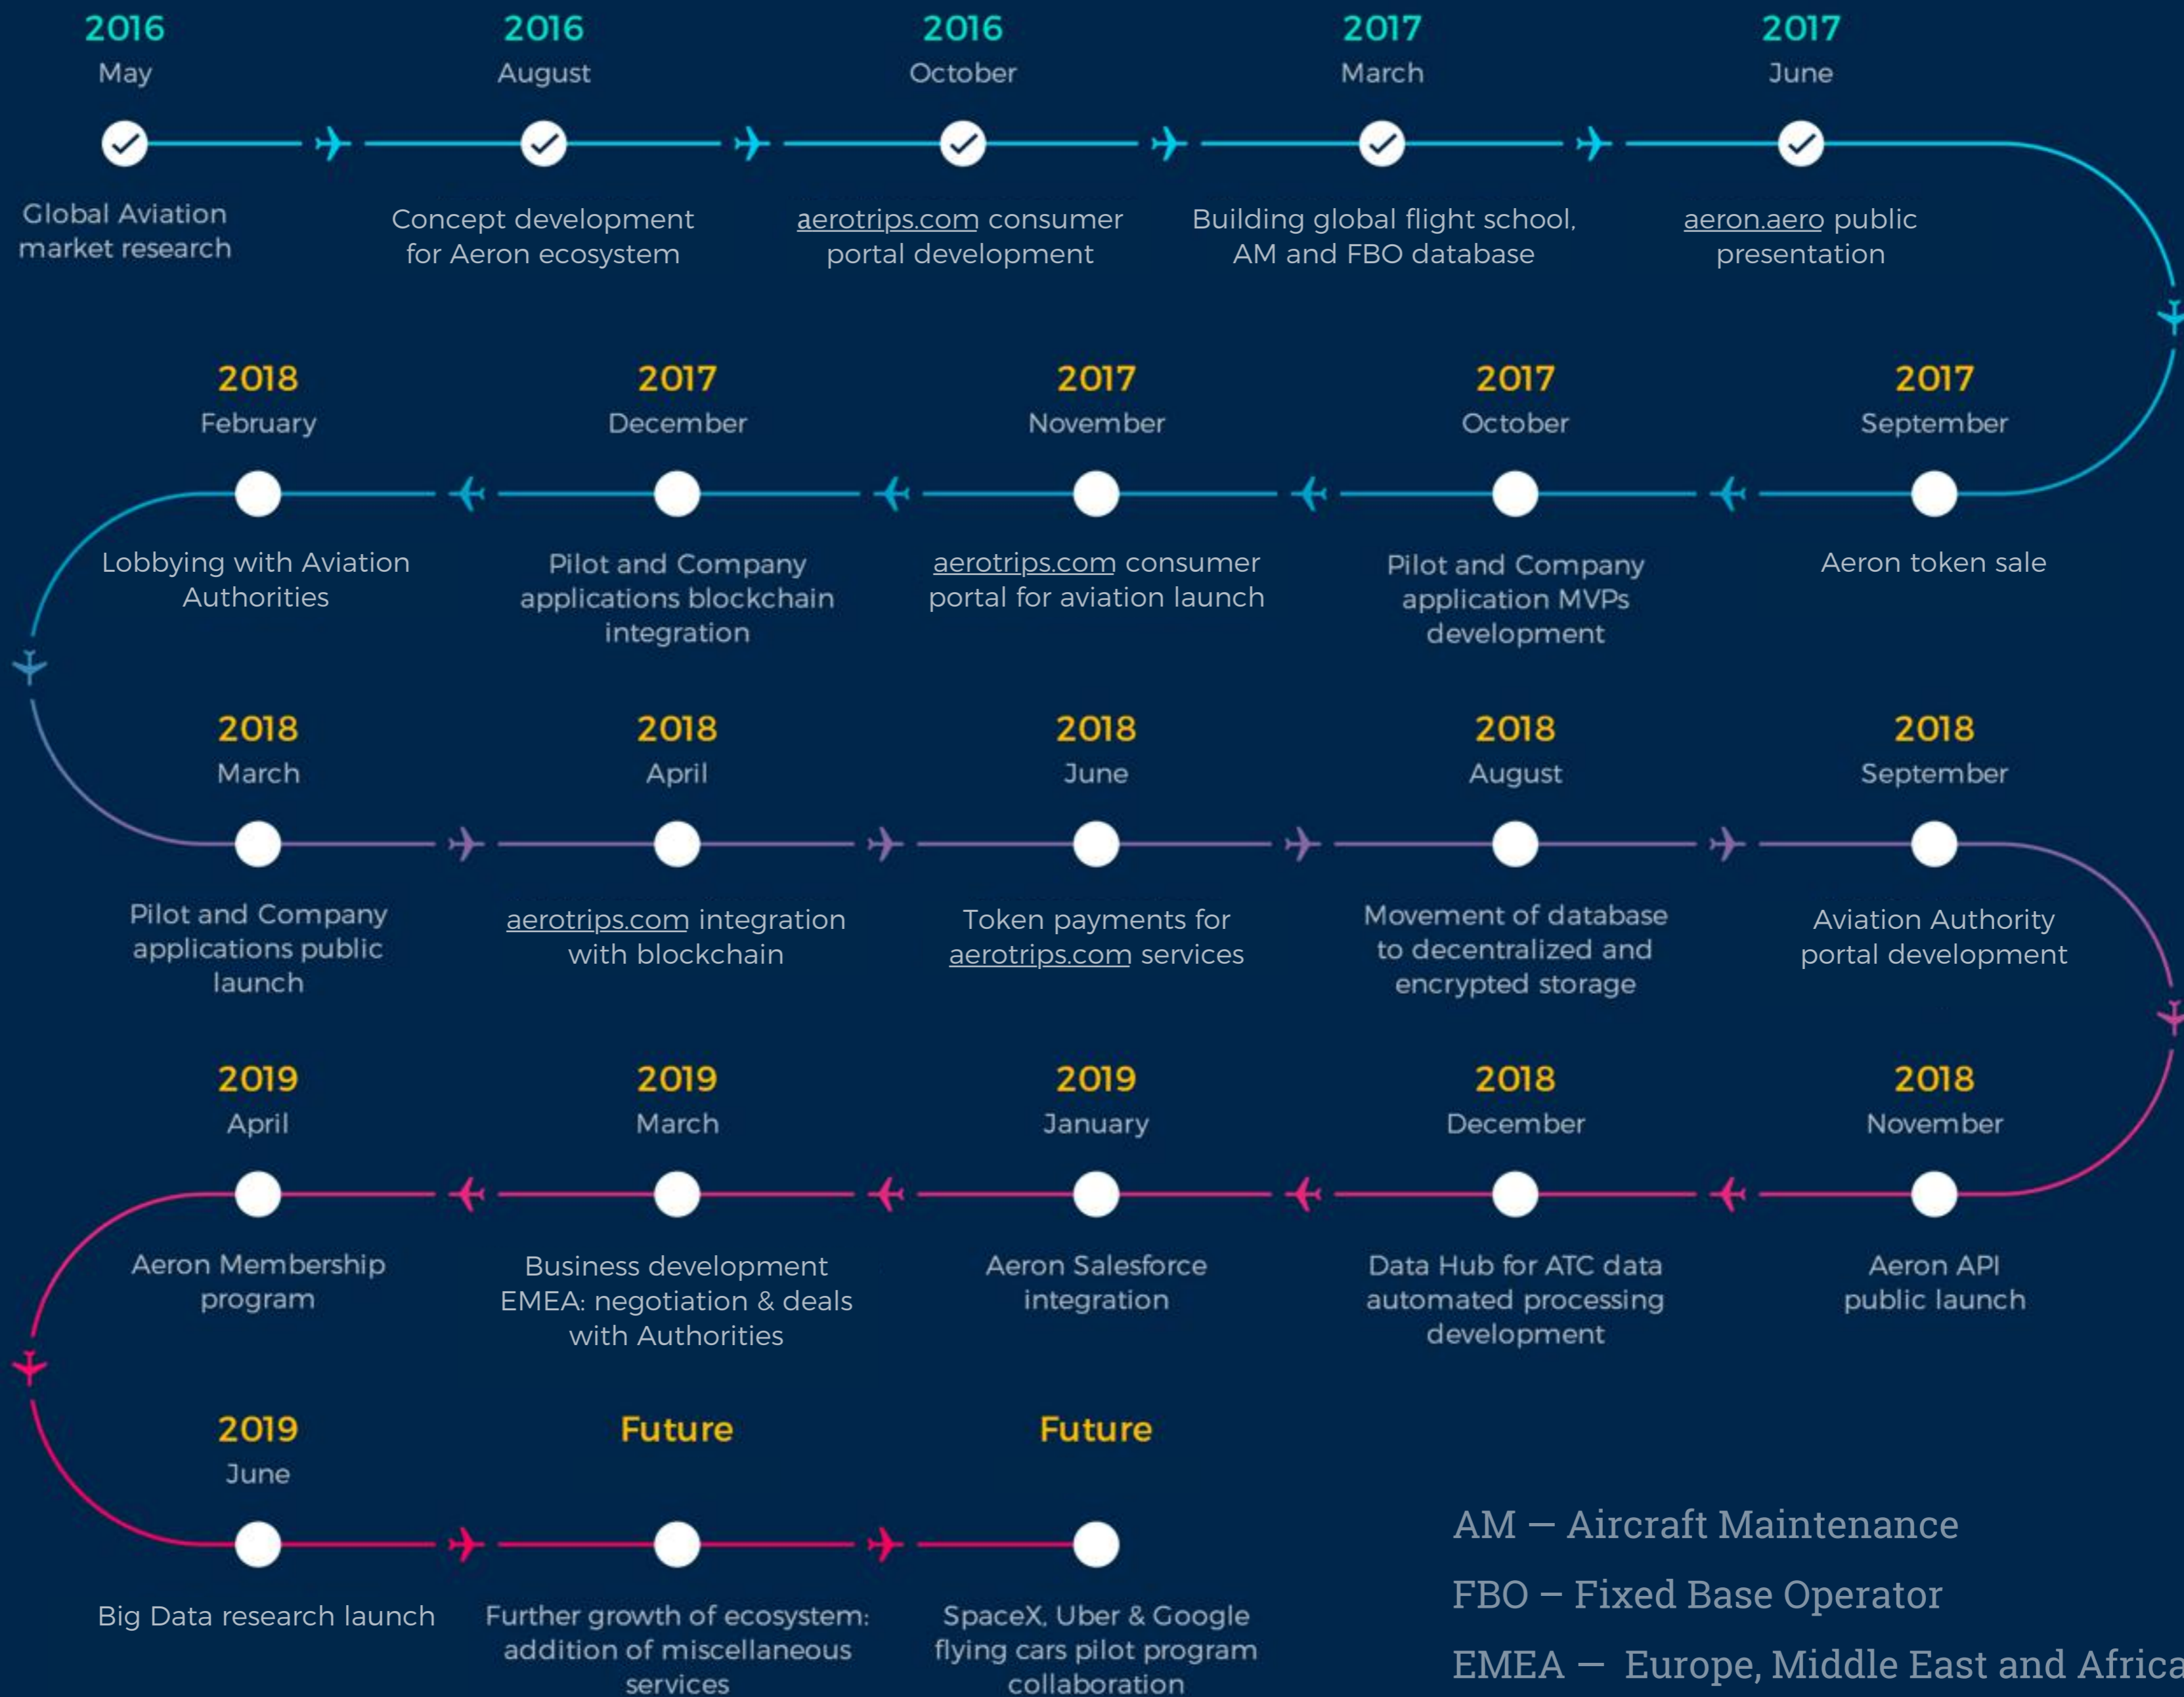 2016
May
Global Aviation
market research
2016
August
Concept development
for Aeron ecosystem
2016
October
aerotrips.com consumer
portal development
2017
March
Building global flight school,
AM and FBO database
2017
June
aeron.aero public
presentation
2017
September
Aeron token sale
2017
October
Pilot and Company
application MVPs
development
2017
November
aerotrips.com consumer
portal for aviation launch
2017
December
Pilot and Company
applications blockchain
integration
2018
February
Lobbying with Aviation
Authorities
2018
March
Pilot and Company
applications public
launch
2018
April
aerotrips.com integration
with blockchain
2018
June
Token payments for
aerotrips.com services
2018
August
Movement of database
to decentralized and
encrypted storage
2018
September
Aviation Authority
portal development
2018
November
Aeron API
public launch
2018
December
Data Hub for ATC data
automated processing
development
2019
January
Aeron Salesforce
integration
2019
March
Business development
EMEA: negotiation & deals
with Authorities
2019
April
Aeron Membership
program
2019
June
Big Data research launch
Future
Further growth of ecosystem:
addition of miscellaneous
services
Future
SpaceX, Uber & Google
flying cars pilot program
collaboration
AM — Aircraft Maintenance
FBO — Fixed Base Operator
EMEA — Europe, Middle East and Africa